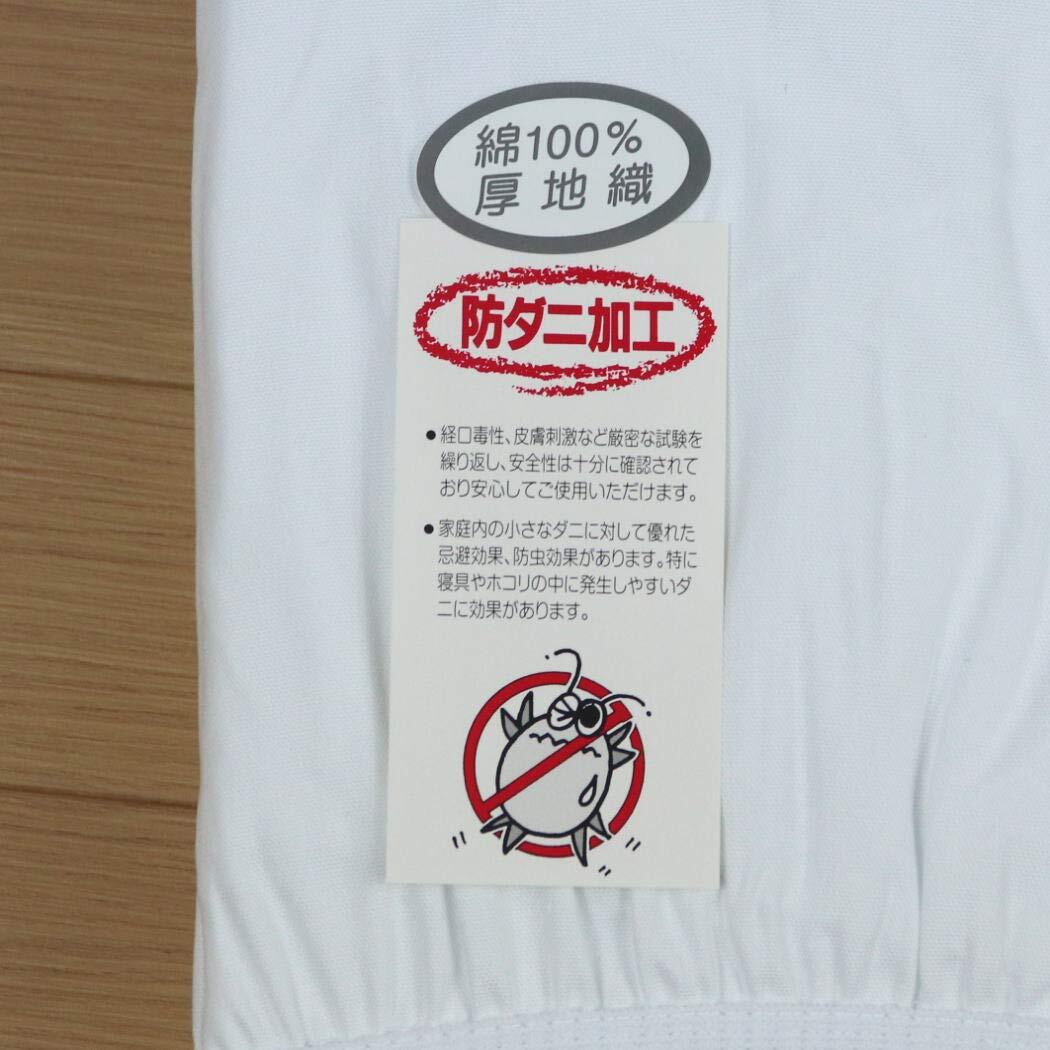 綿100%
厚地織
防ダニ加工
●経口毒性、皮膚刺激など厳密な試験を
繰り返し、安全性は十分に確認されて
おり安心してご使用いただけます。
●家庭内の小さなダニに対して優れた
忌避効果、防虫効果があります。特に
寝具やホコリの中に発生しやすいダ
ニに効果があります。